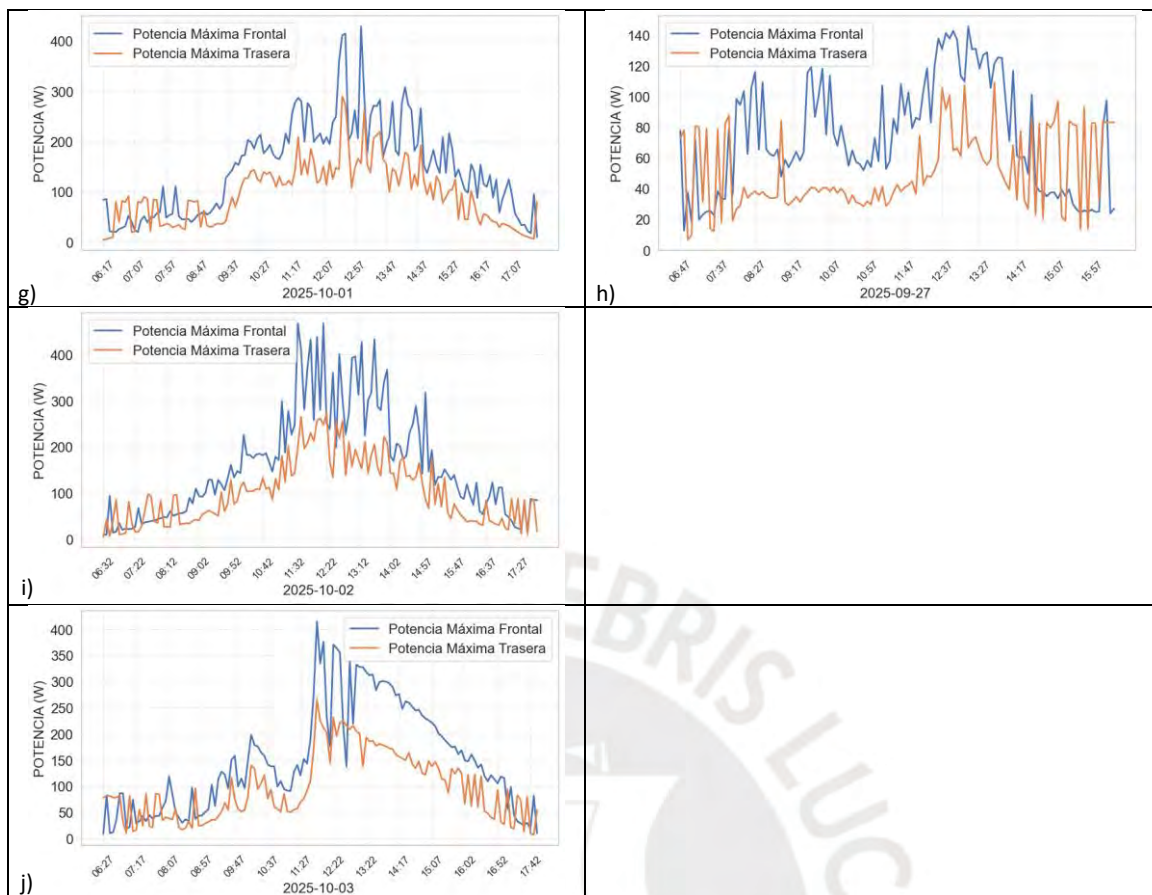 Potencia Máxima Frontal
Potencia Máxima Trasera
POTENCIA (W)
400
300
200
100
0
06:17 07:07 07:57 08:47 09:37 10:27 11:17 12:07 12:57 13:47 14:37 15:27 16:17 17:07
g) 2025-10-01
Potencia Máxima Frontal
Potencia Máxima Trasera
POTENCIA (W)
140
120
100
80
60
40
20
0
06:47 07:37 08:27 09:17 10:07 10:57 11:47 12:37 13:27 14:17 15:07 15:57
h) 2025-09-27
Potencia Máxima Frontal
Potencia Máxima Trasera
POTENCIA (W)
400
300
200
100
0
06:32 07:22 08:12 09:02 09:52 10:42 11:32 12:22 13:12 14:02 14:57 15:47 16:37 17:27
i) 2025-10-02
Potencia Máxima Frontal
Potencia Máxima Trasera
POTENCIA (W)
400
350
300
250
200
150
100
50
0
06:27 07:17 08:07 08:57 09:47 10:37 11:27 12:22 13:22 14:17 15:07 16:02 16:52 17:42
j) 2025-10-03
EBRIS LUC